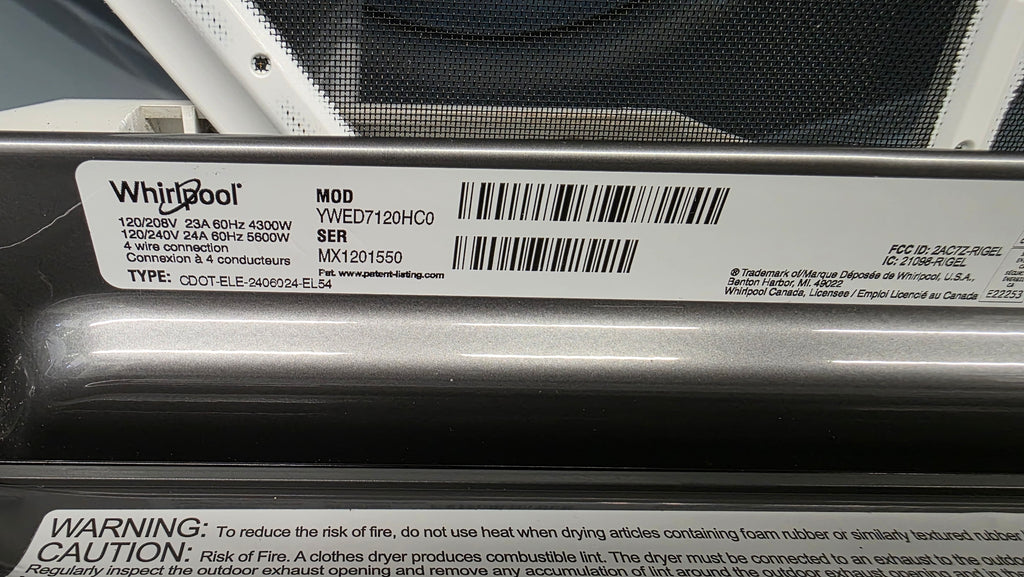 Whirlpool
120/208V 23A 60Hz 4300W
120/240V 24A 60Hz 5600W
4 wire connection
Connexion à 4 conducteurs
TYPE: CDOT-ELE-2406024-EL54
MOD
YWED7120HC0
SER
MX1201550
Pat. www.patent-listing.com
FCC ID: 2AC7Z-RIGEL
IC: 21098-RIGEL
® Trademark of/Marque Déposée de Whirlpool, U.S.A.,
Benton Harbor, MI. 49022
Whirlpool Canada, Licensee / Emploi Licencié au Canada
E22253
WARNING: To reduce the risk of fire, do not use heat when drying articles containing foam rubber or similarly textured rubber
CAUTION: Risk of Fire. A clothes dryer produces combustible lint. The dryer must be connected to an exhaust to the
Regularly inspect the outdoor exhaust opening and remove any accumulation of lint around the outdoor exhaust opening and in the